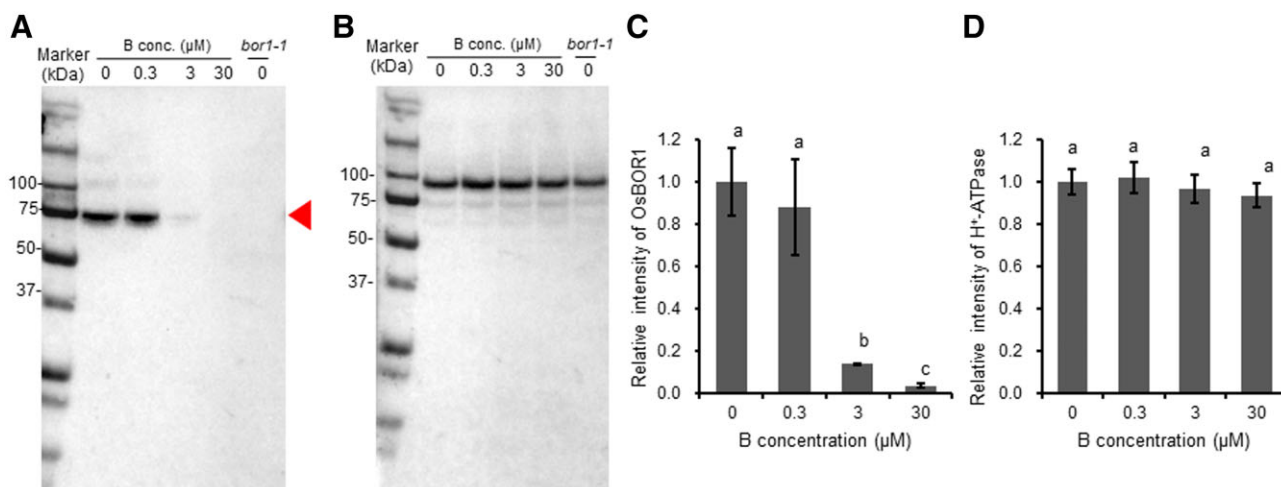 A
Marker
(kDa)
B conc. (µM)
bor1-1
0 0.3 3 30 0
100-
75-
50-
37-
B
Marker
(kDa)
B conc. (µM)
bor1-1
0 0.3 3 30 0
100-
75-
50-
37-
C
Relative intensity of OsBOR1
1.2
1.0
0.8
0.6
0.4
0.2
0.0
a
a
b
c
0 0.3 3 30
B concentration (µM)
D
Relative intensity of H⁺-ATPase
1.2
1.0
0.8
0.6
0.4
0.2
0.0
a
a
a
a
0 0.3 3 30
B concentration (µM)